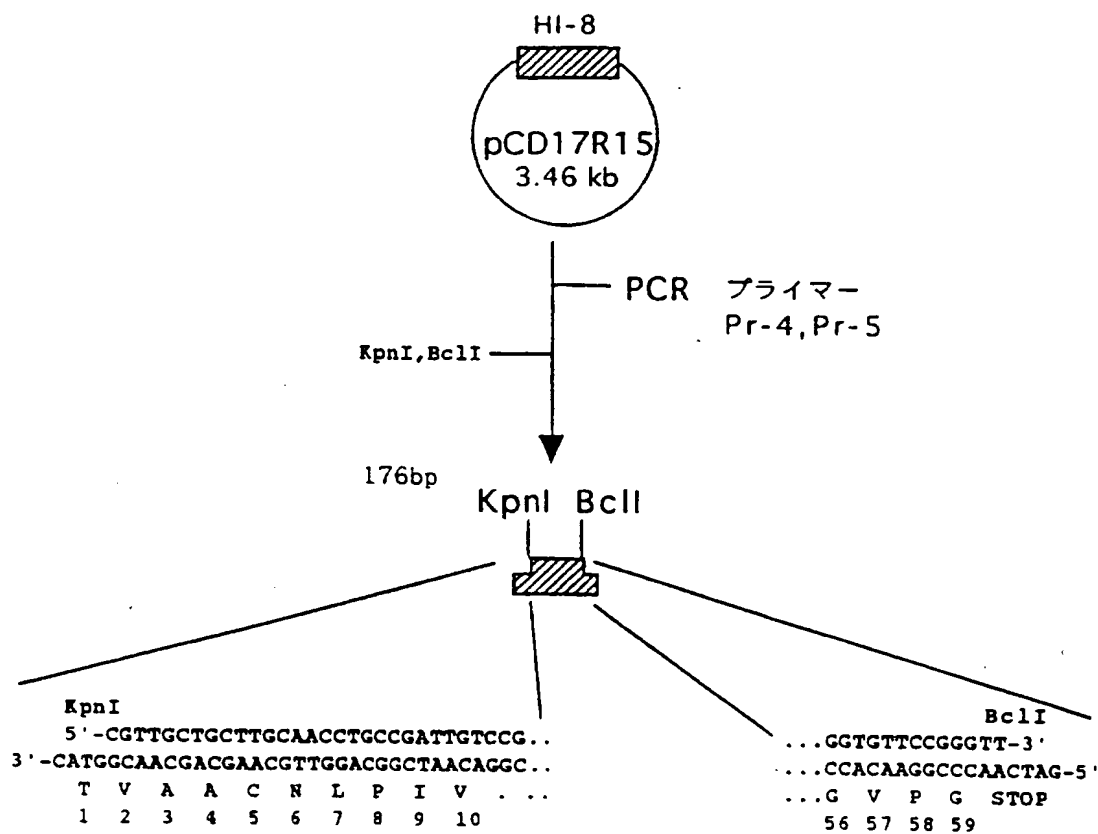 HI-8
pCD17R15
3.46 kb
PCR プライマー
Pr-4,Pr-5
KpnI,BclI
176bp
KpnI BclI
KpnI
5'-CGTTGCTGCTTGCAACCTGCCGATTGTCCG..
3'-CATGGCAACGACGAACGTTGGACGGCTAACAGGC..
T V A A C N L P I V . ..
1 2 3 4 5 6 7 8 9 10
BclI
...GGTGTTCCGGGTT-3'
...CCACAAGGCCCAACTAG-5'
...G V P G STOP
56 57 58 59